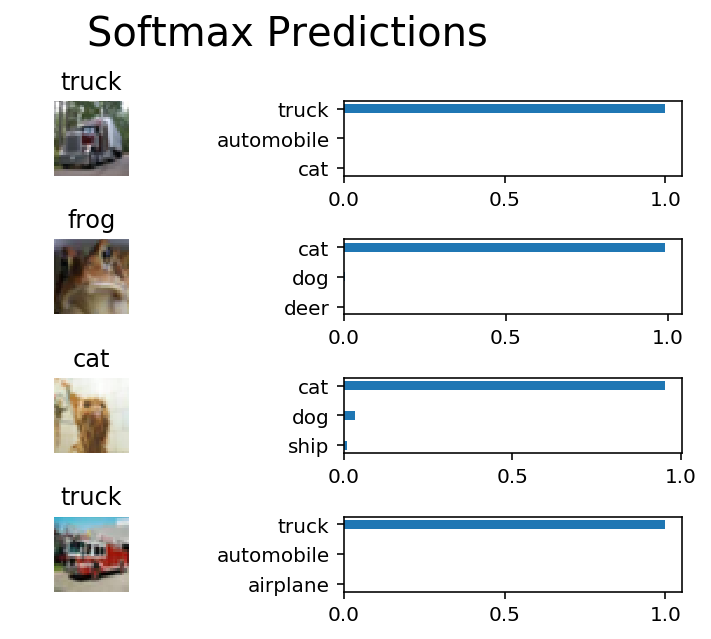 Softmax Predictions
truck
truck
automobile
cat
0.0 0.5 1.0
frog
cat
dog
deer
0.0 0.5 1.0
cat
cat
dog
ship
0.0 0.5 1.0
truck
truck
automobile
airplane
0.0 0.5 1.0